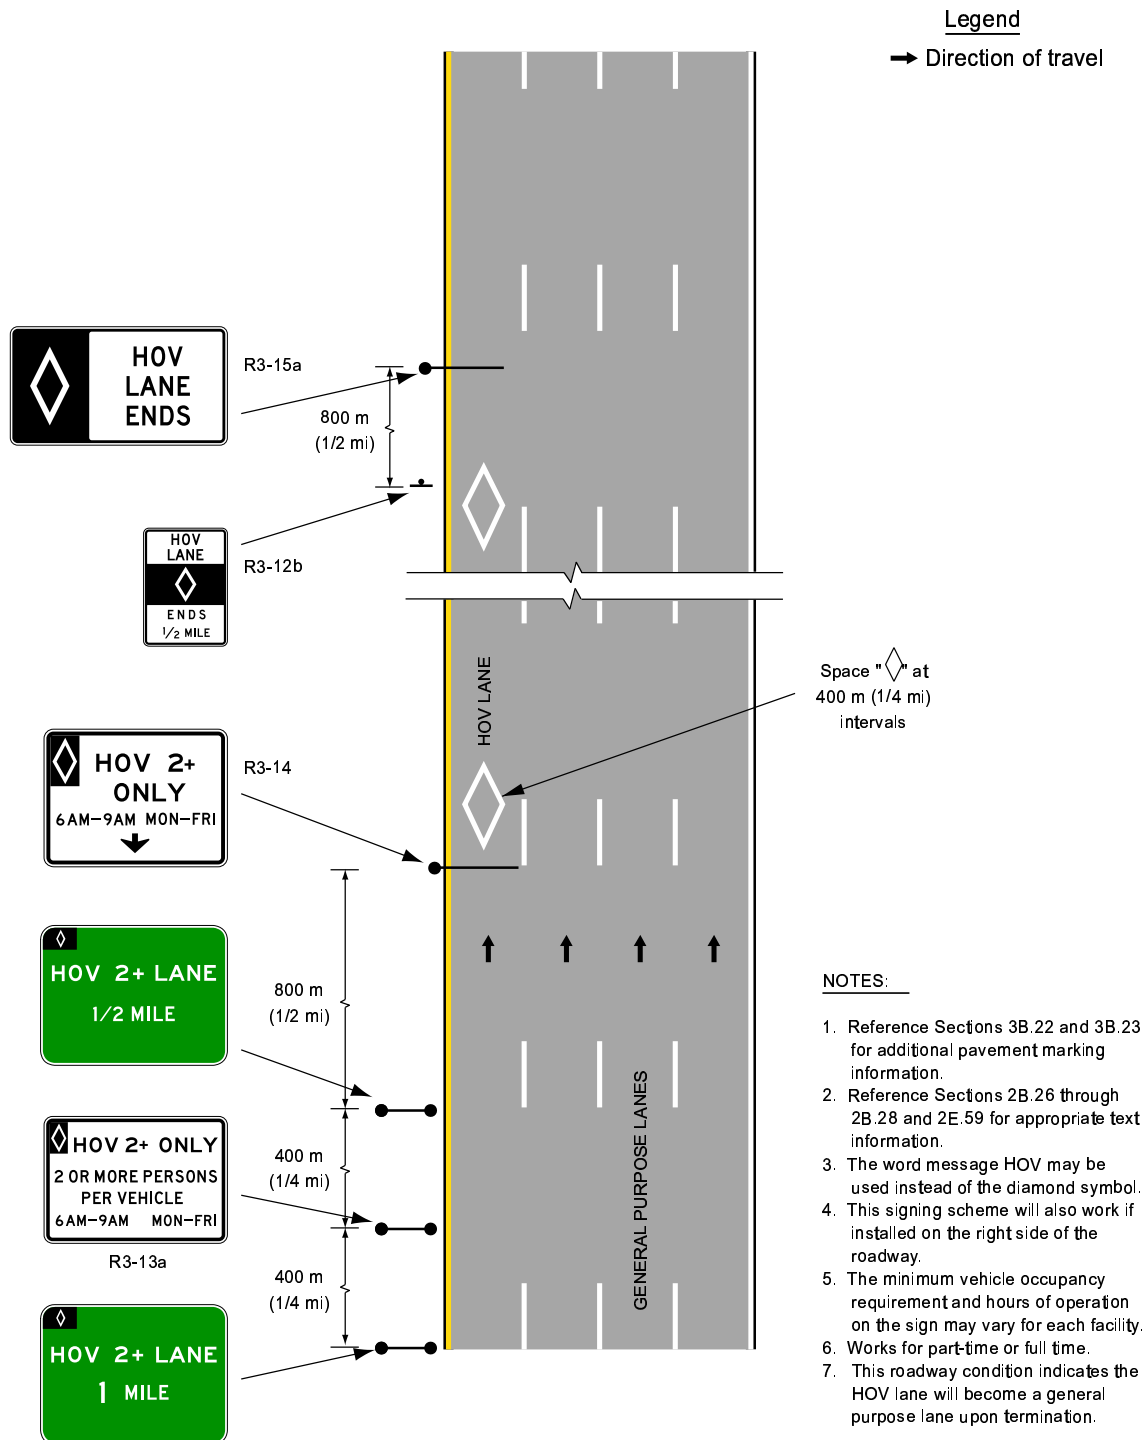 Legend
Direction of travel
HOV
LANE
ENDS
R3-15a
800 m
(1/2 mi)
HOV
LANE
ENDS
1/2 MILE
R3-12b
HOV LANE
Space "◊" at
400 m (1/4 mi)
intervals
HOV 2+
ONLY
6AM–9AM MON–FRI
R3-14
HOV 2+ LANE
1/2 MILE
800 m
(1/2 mi)
HOV 2+ ONLY
2 OR MORE PERSONS
PER VEHICLE
6AM–9AM MON–FRI
R3-13a
400 m
(1/4 mi)
400 m
(1/4 mi)
HOV 2+ LANE
1 MILE
GENERAL PURPOSE LANES
NOTES:
1. Reference Sections 3B.22 and 3B.23
for additional pavement marking
information.
2. Reference Sections 2B.26 through
2B.28 and 2E.59 for appropriate text
information.
3. The word message HOV may be
used instead of the diamond symbol.
4. This signing scheme will also work if
installed on the right side of the
roadway.
5. The minimum vehicle occupancy
requirement and hours of operation
on the sign may vary for each facility.
6. Works for part-time or full time.
7. This roadway condition indicates the
HOV lane will become a general
purpose lane upon termination.